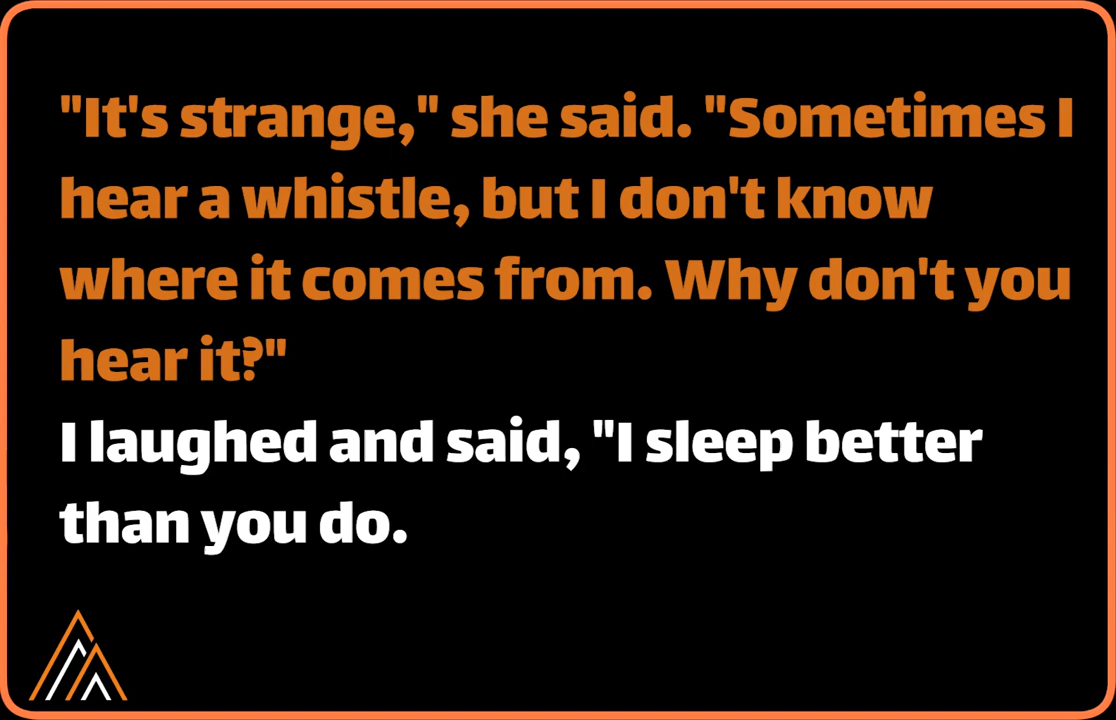 "It's strange," she said. "Sometimes I
hear a whistle, but I don't know
where it comes from. Why don't you
hear it?"
I laughed and said, "I sleep better
than you do.